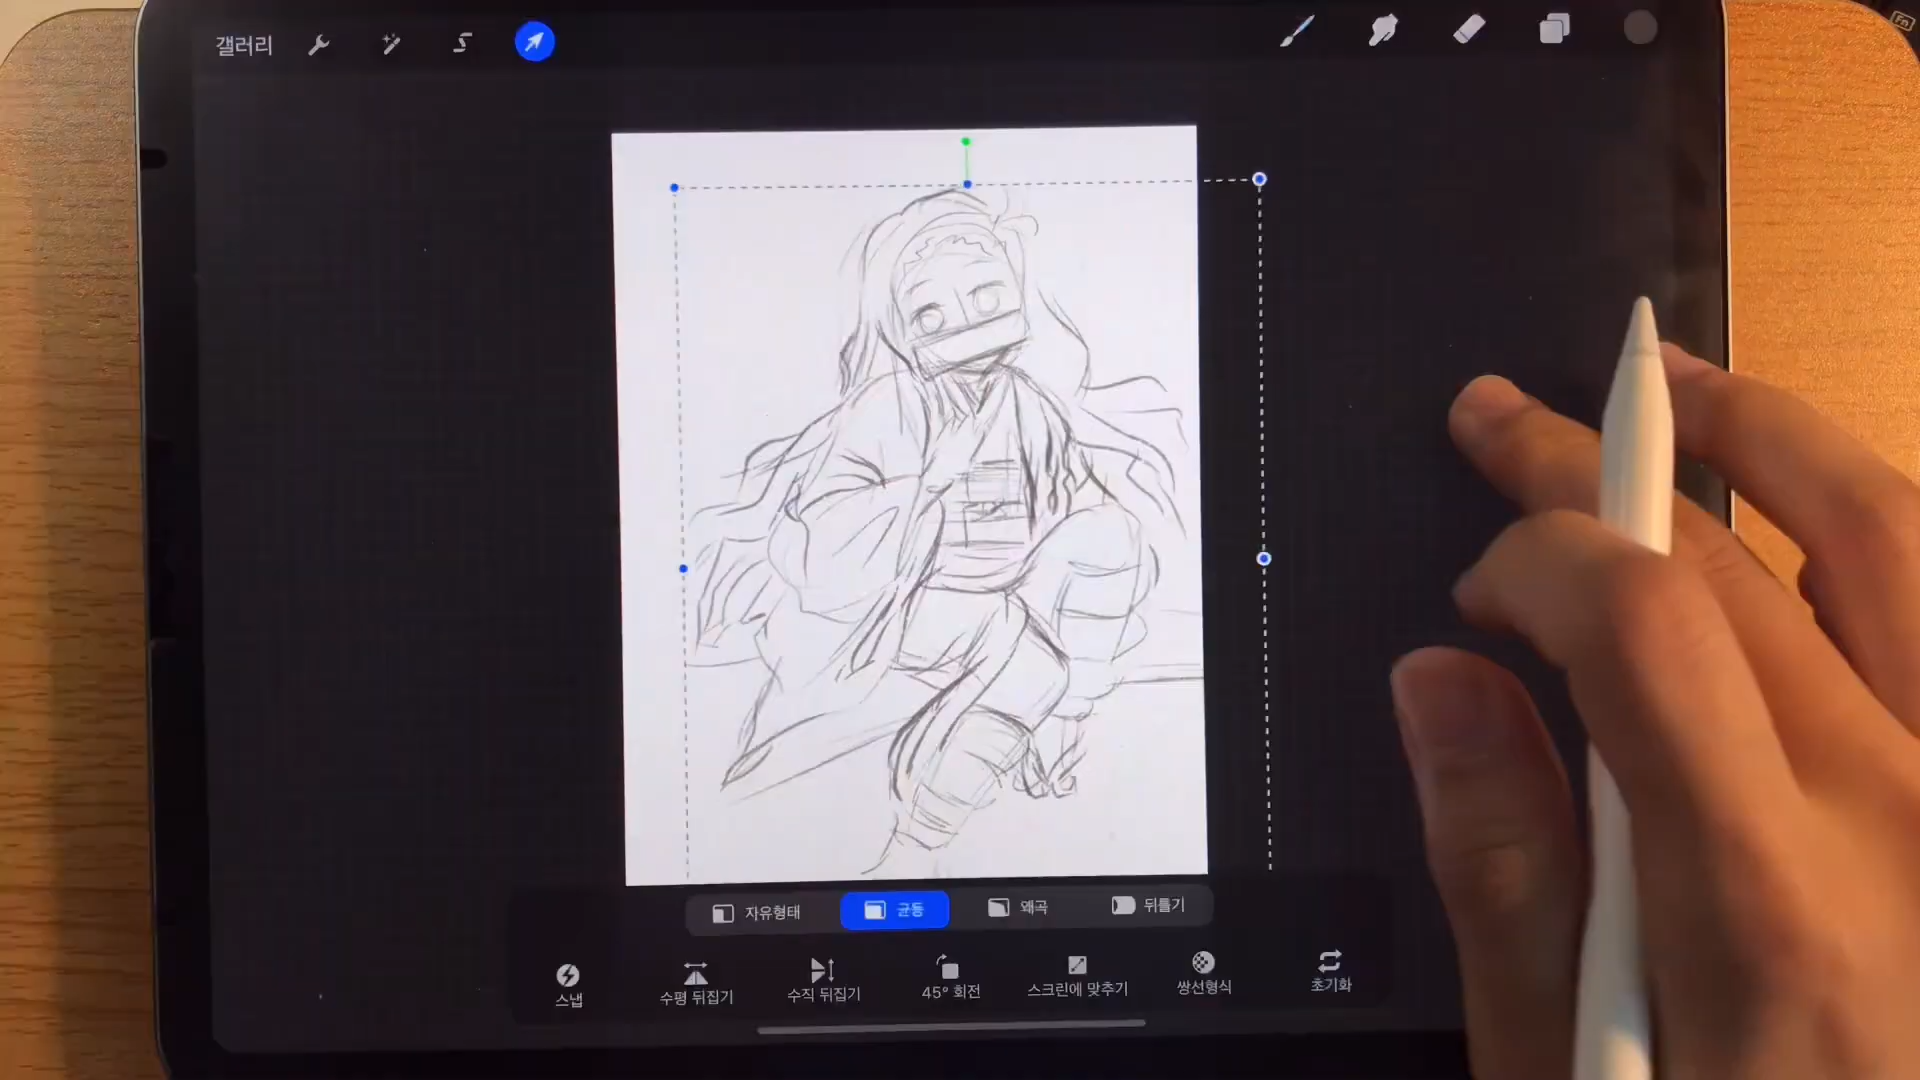 갤러리
자유형태
균등
왜곡
뒤틀기
스냅
수평 뒤집기
수직 뒤집기
45° 회전
스크린에 맞추기
쌍선형식
초기화
Fn